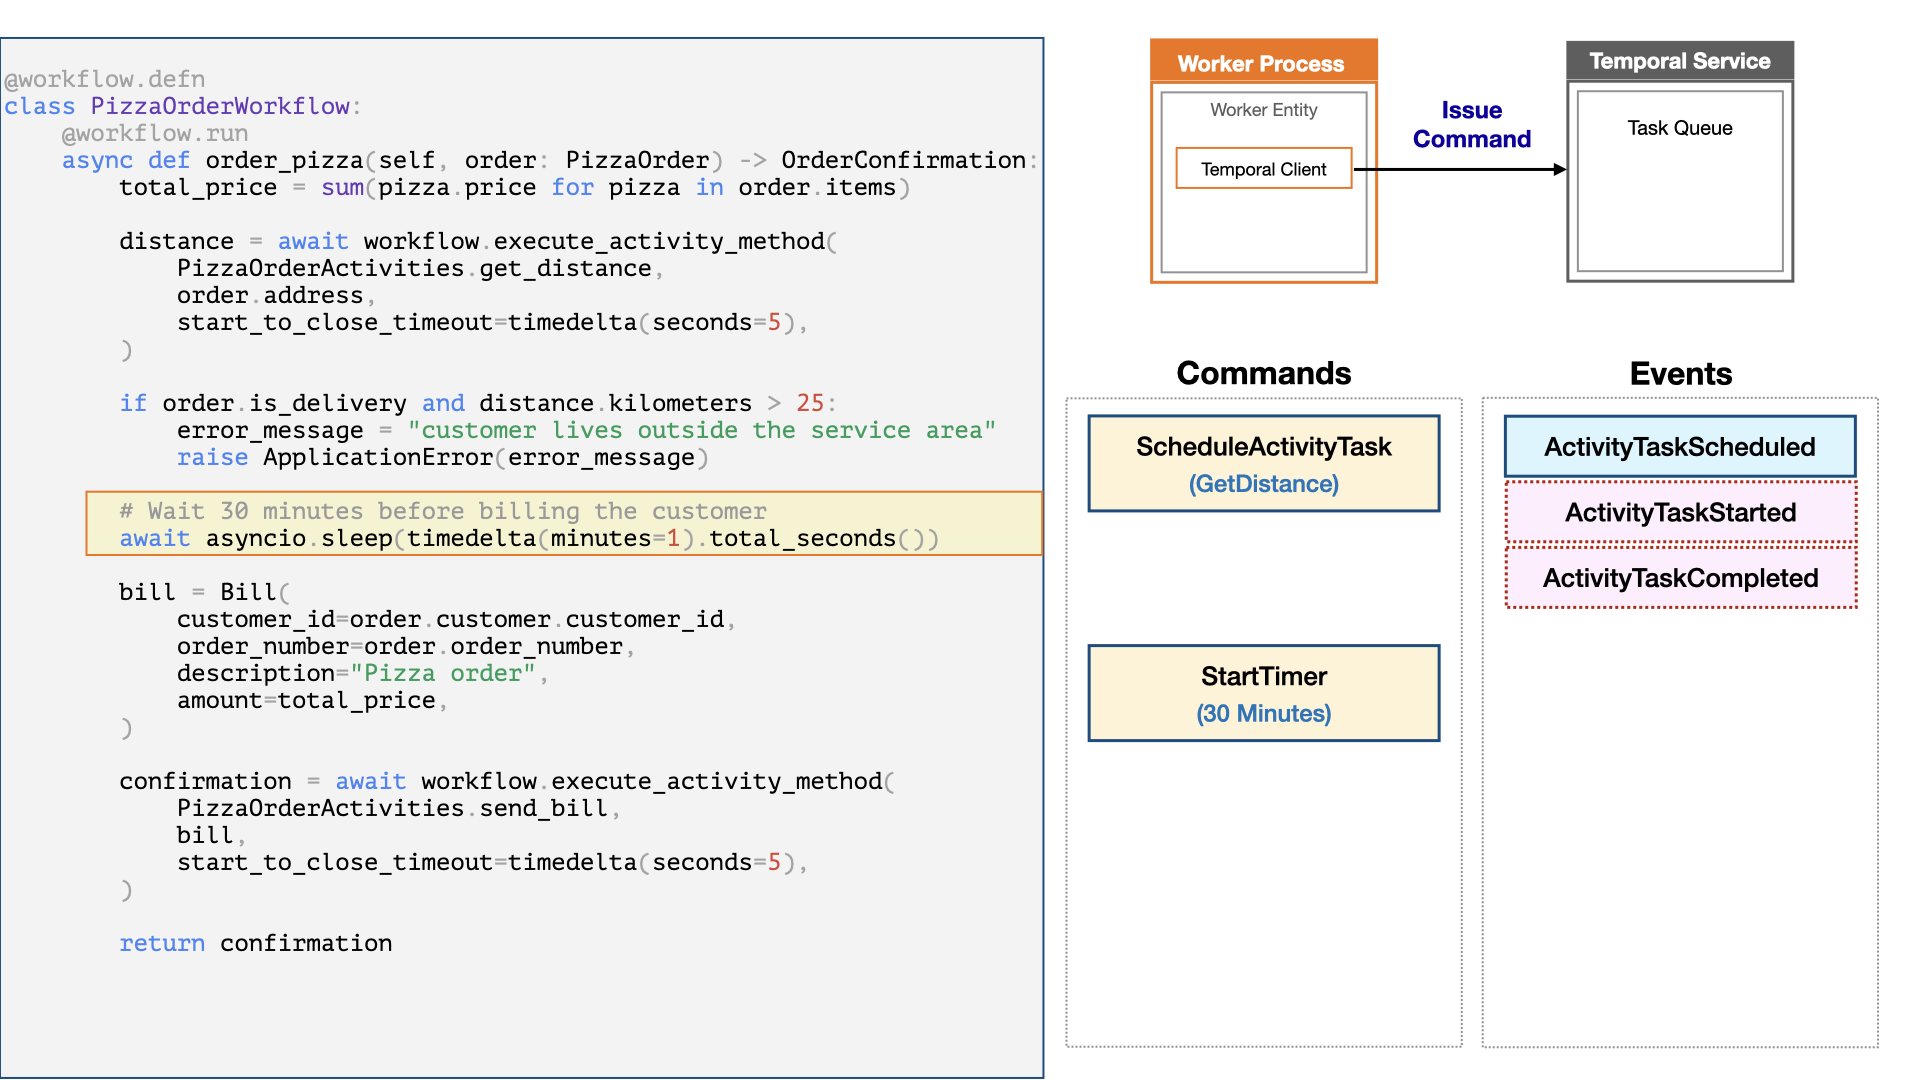 @workflow.defn
class PizzaOrderWorkflow:
    @workflow.run
    async def order_pizza(self, order: PizzaOrder) -> OrderConfirmation:
        total_price = sum(pizza.price for pizza in order.items)

        distance = await workflow.execute_activity_method(
            PizzaOrderActivities.get_distance,
            order.address,
            start_to_close_timeout=timedelta(seconds=5),
        )

        if order.is_delivery and distance.kilometers > 25:
            error_message = "customer lives outside the service area"
            raise ApplicationError(error_message)

        # Wait 30 minutes before billing the customer
        await asyncio.sleep(timedelta(minutes=1).total_seconds())

        bill = Bill(
            customer_id=order.customer.customer_id,
            order_number=order.order_number,
            description="Pizza order",
            amount=total_price,
        )

        confirmation = await workflow.execute_activity_method(
            PizzaOrderActivities.send_bill,
            bill,
            start_to_close_timeout=timedelta(seconds=5),
        )

        return confirmation
Worker Process
Worker Entity
Temporal Client
Issue
Command
Temporal Service
Task Queue
Commands
ScheduleActivityTask
(GetDistance)
StartTimer
(30 Minutes)
Events
ActivityTaskScheduled
ActivityTaskStarted
ActivityTaskCompleted